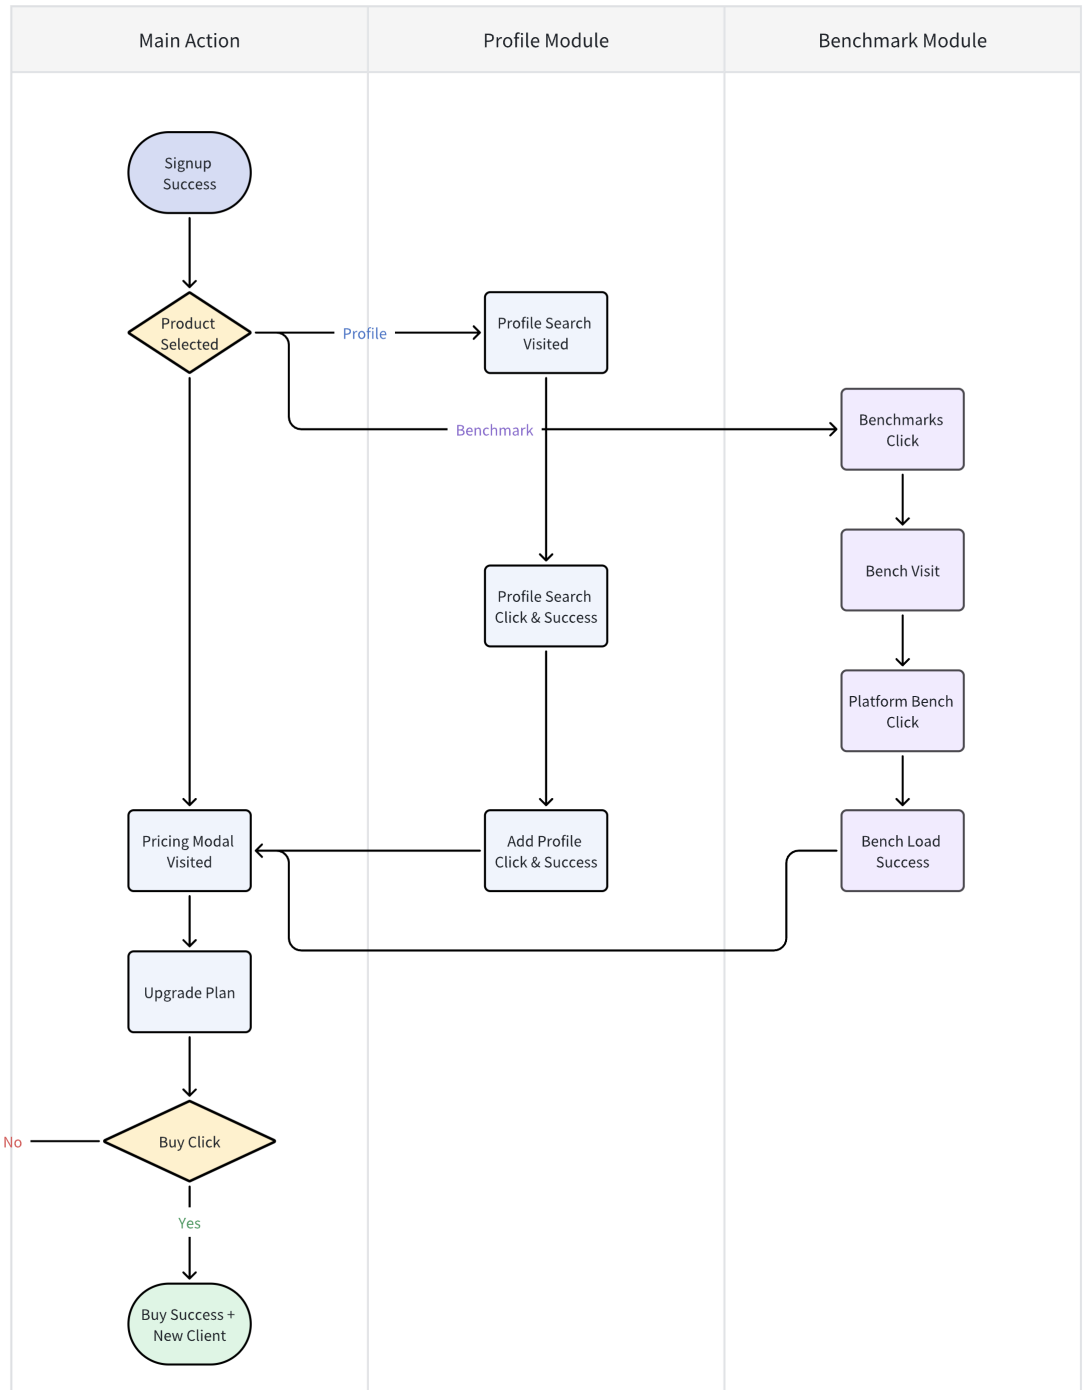 Main Action
Profile Module
Benchmark Module
Signup
Success
Product
Selected
Profile
Profile Search
Visited
Benchmark
Benchmarks
Click
Bench Visit
Profile Search
Click & Success
Platform Bench
Click
Pricing Modal
Visited
Add Profile
Click & Success
Bench Load
Success
Upgrade Plan
No
Buy Click
Yes
Buy Success +
New Client